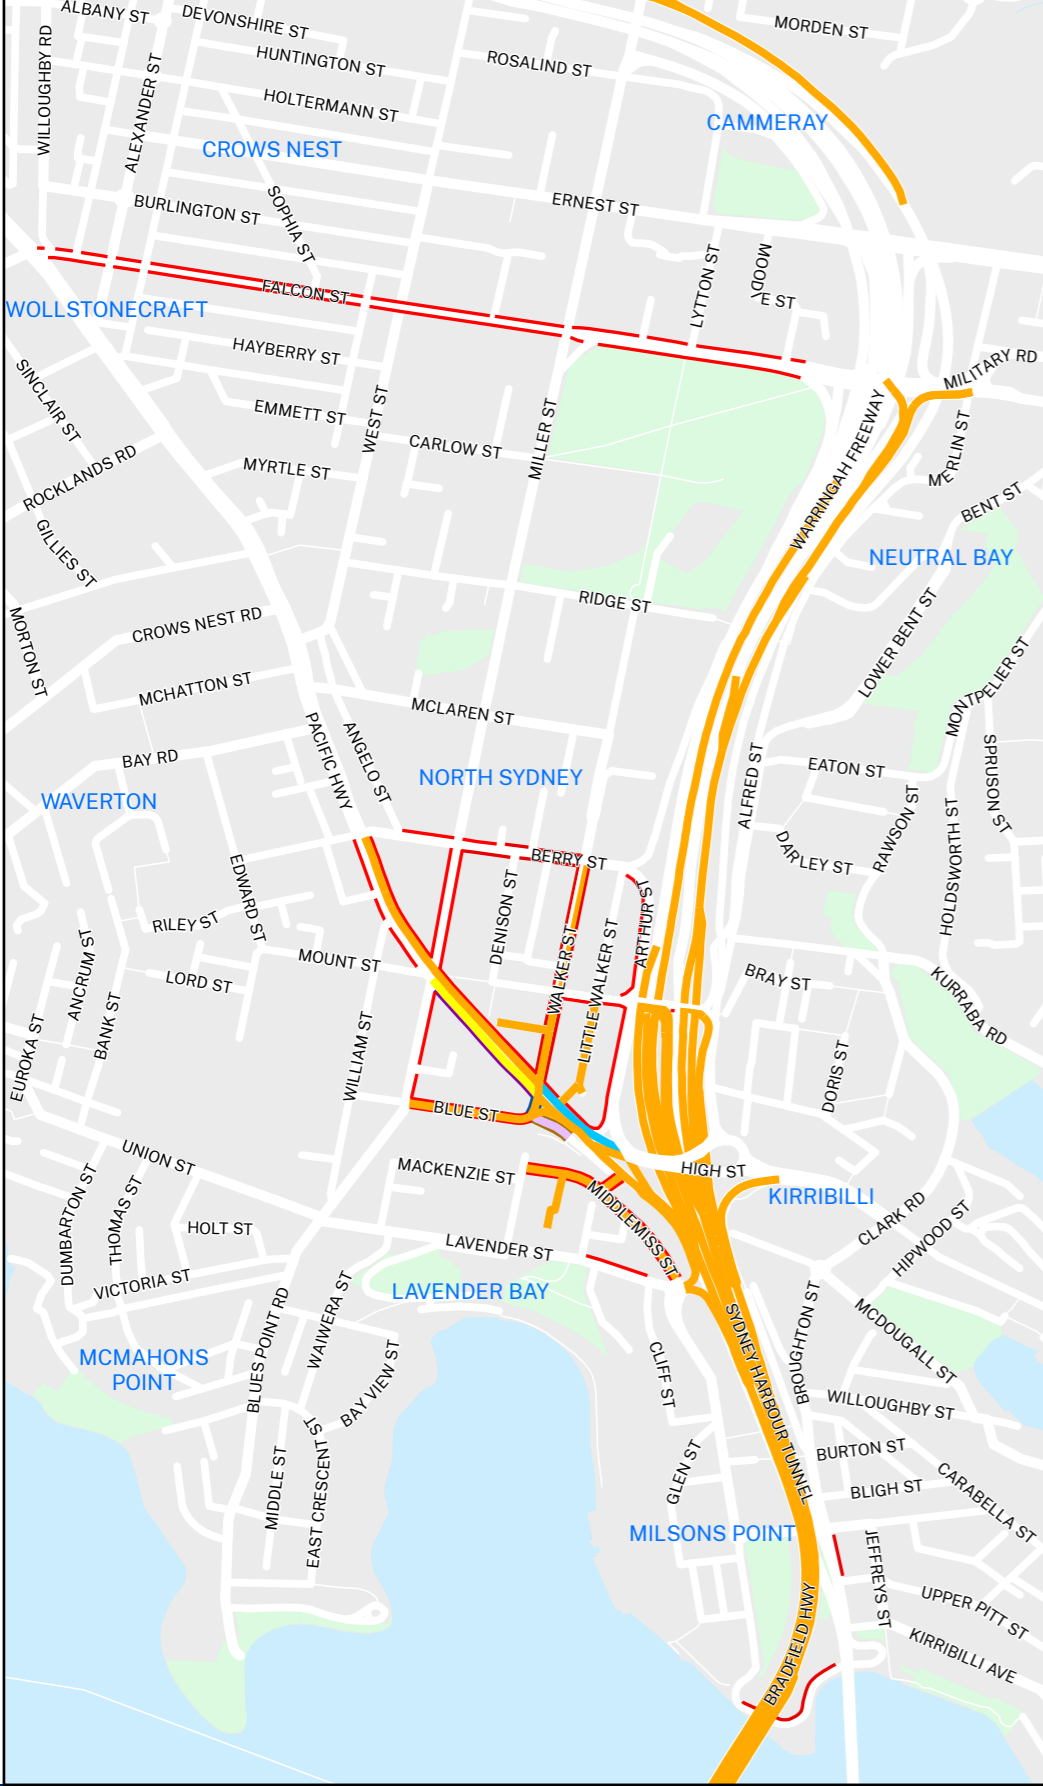 ALBANY ST
DEVONSHIRE ST
MORDEN ST
WILLOUGHBY RD
HUNTINGTON ST
ROSALIND ST
ALEXANDER ST
HOLTERMANN ST
CAMMERAY
CROWS NEST
BURLINGTON ST
SOPHIA ST
ERNEST ST
LYTTON ST
MOODY
E ST
FALCON ST
WOLLSTONECRAFT
HAYBERRY ST
SINCLAIR ST
MILITARY RD
EMMETT ST
WEST ST
CARLOW ST
MILLER ST
WARRINGAH FREEWAY
MERLIN ST
ROCKLANDS RD
MYRTLE ST
BENT ST
GILLIES ST
NEUTRAL BAY
RIDGE ST
MORTON ST
CROWS NEST RD
LOWER BENT ST
MCHATTON ST
MCLAREN ST
MONTPELIER ST
PACIFIC HWY
ANGELO ST
BAY RD
NORTH SYDNEY
ALFRED ST
EATON ST
SPRUSON ST
WAVERTON
RAWSON ST
HOLDSWORTH ST
BERRY ST
DARLEY ST
EDWARD ST
DENISON ST
ARTHUR ST
RILEY ST
WALKER ST
LITTLE WALKER ST
ANCRUM ST
MOUNT ST
LORD ST
BRAY ST
KURRABA RD
BANK ST
EUROKA ST
WILLIAM ST
DORIS ST
BLUE ST
UNION ST
MACKENZIE ST
HIGH ST
KIRRIBILLI
DUMBARTON ST
THOMAS ST
MIDDLEMISS ST
CLARK RD
HIPWOOD ST
HOLT ST
LAVENDER ST
VICTORIA ST
LAVENDER BAY
BLUES POINT RD
WAIWERA ST
SYDNEY HARBOUR TUNNEL
BROUGHTON ST
MCDOUGALL ST
MCMAHONS
POINT
BAY VIEW ST
CLIFF ST
WILLOUGHBY ST
MIDDLE ST
EAST CRESCENT ST
GLEN ST
BURTON ST
CARABELLA ST
BLIGH ST
MILSONS POINT
JEFFREYS ST
UPPER PITT ST
BRADFIELD HWY
KIRRIBILLI AVE